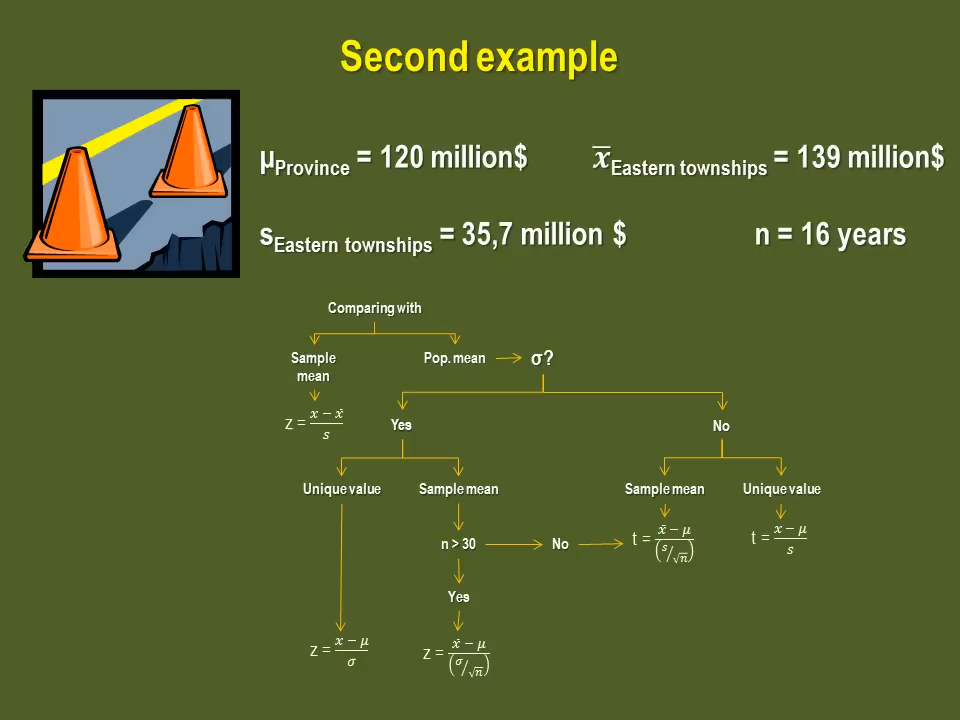 Second example
μProvince = 120 million$ x̄Eastern townships = 139 million$
sEastern townships = 35,7 million $ n = 16 years
Comparing with
Sample mean
Pop. mean
σ?
z = (x − x̄)/s
Yes
No
Unique value
Sample mean
Sample mean
Unique value
n > 30
No
t = (x̄ − μ)/(s/√n)
t = (x − μ)/s
Yes
z = (x − μ)/σ
z = (x̄ − μ)/(σ/√n)